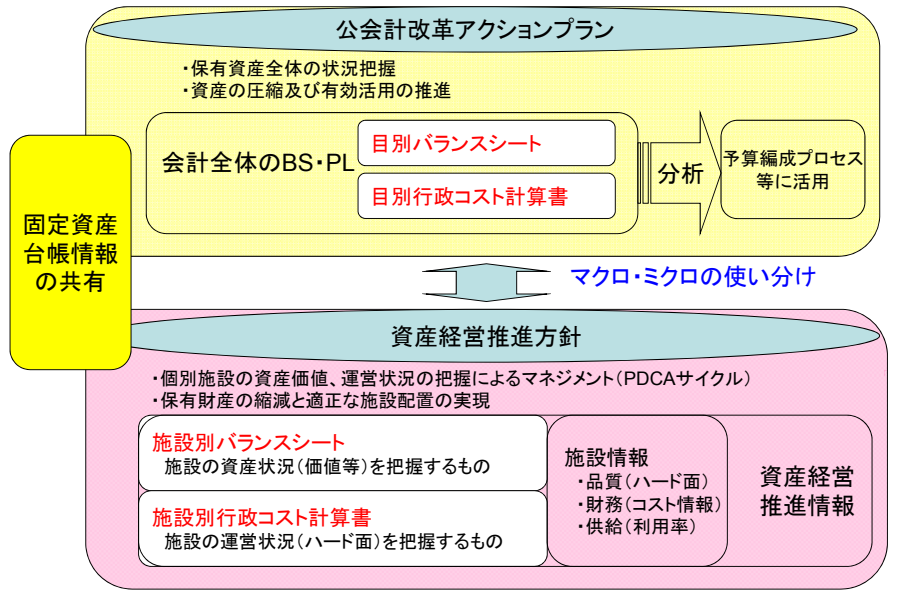 公会計改革アクションプラン
・保有資産全体の状況把握
・資産の圧縮及び有効活用の推進
会計全体のBS・PL
目別バランスシート
目別行政コスト計算書
分析
予算編成プロセス
等に活用
固定資産
台帳情報
の共有
マクロ・ミクロの使い分け
資産経営推進方針
・個別施設の資産価値、運営状況の把握によるマネジメント(PDCAサイクル)
・保有財産の縮減と適正な施設配置の実現
施設別バランスシート
施設の資産状況(価値等)を把握するもの
施設別行政コスト計算書
施設の運営状況(ハード面)を把握するもの
施設情報
・品質(ハード面)
・財務(コスト情報)
・供給(利用率)
資産経営
推進情報